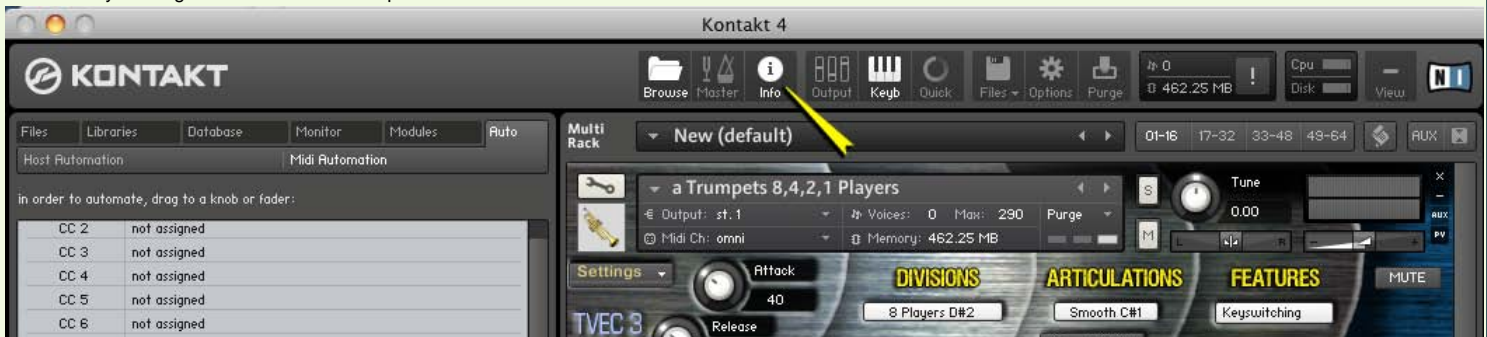 Kontakt 4
KONTAKT
Browse Master Info Output Keyb Quick Files Options Purge
0
462.25 MB
!
Cpu
Disk
View
NI
Files Libraries Database Monitor Modules Auto
Host Automation Midi Automation
in order to automate, drag to a knob or fader:
CC 2 not assigned
CC 3 not assigned
CC 4 not assigned
CC 5 not assigned
CC 6 not assigned
Multi
Rack
New (default)
01-16 17-32 33-48 49-64 AUX
a Trumpets 8,4,2,1 Players
Output: st.1 Voices: 0 Max: 290 Purge
Midi Ch: omni Memory: 462.25 MB
S
M
Tune
0.00
L R
- +
×
–
AUX
PV
Settings
Attack
40
Release
TVEC 3
DIVISIONS
8 Players D#2
ARTICULATIONS
Smooth C#1
FEATURES
Keyswitching
MUTE